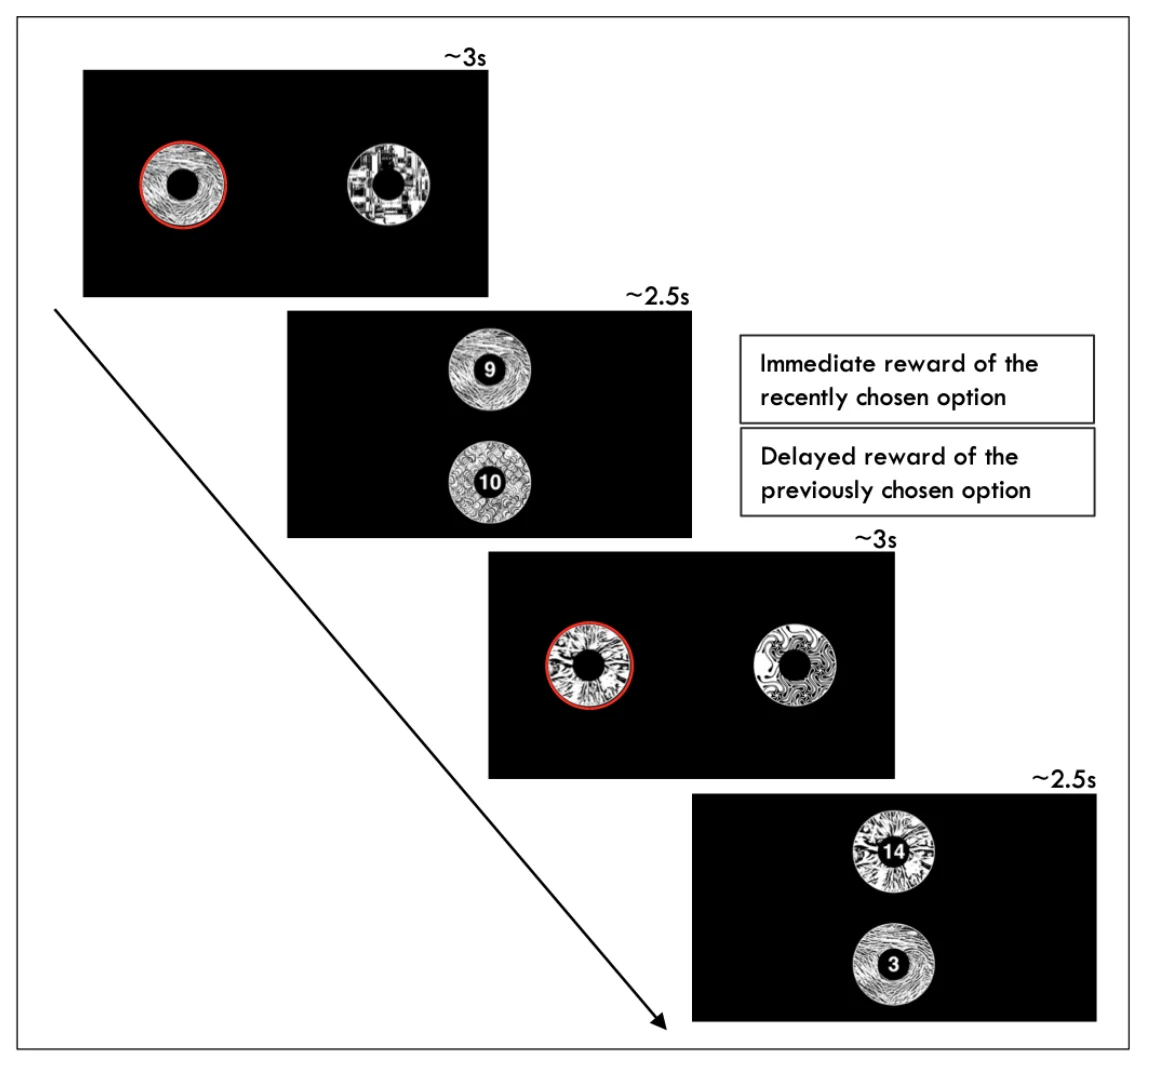 ~3s
~2.5s
9
10
Immediate reward of the
recently chosen option
Delayed reward of the
previously chosen option
~3s
~2.5s
14
3